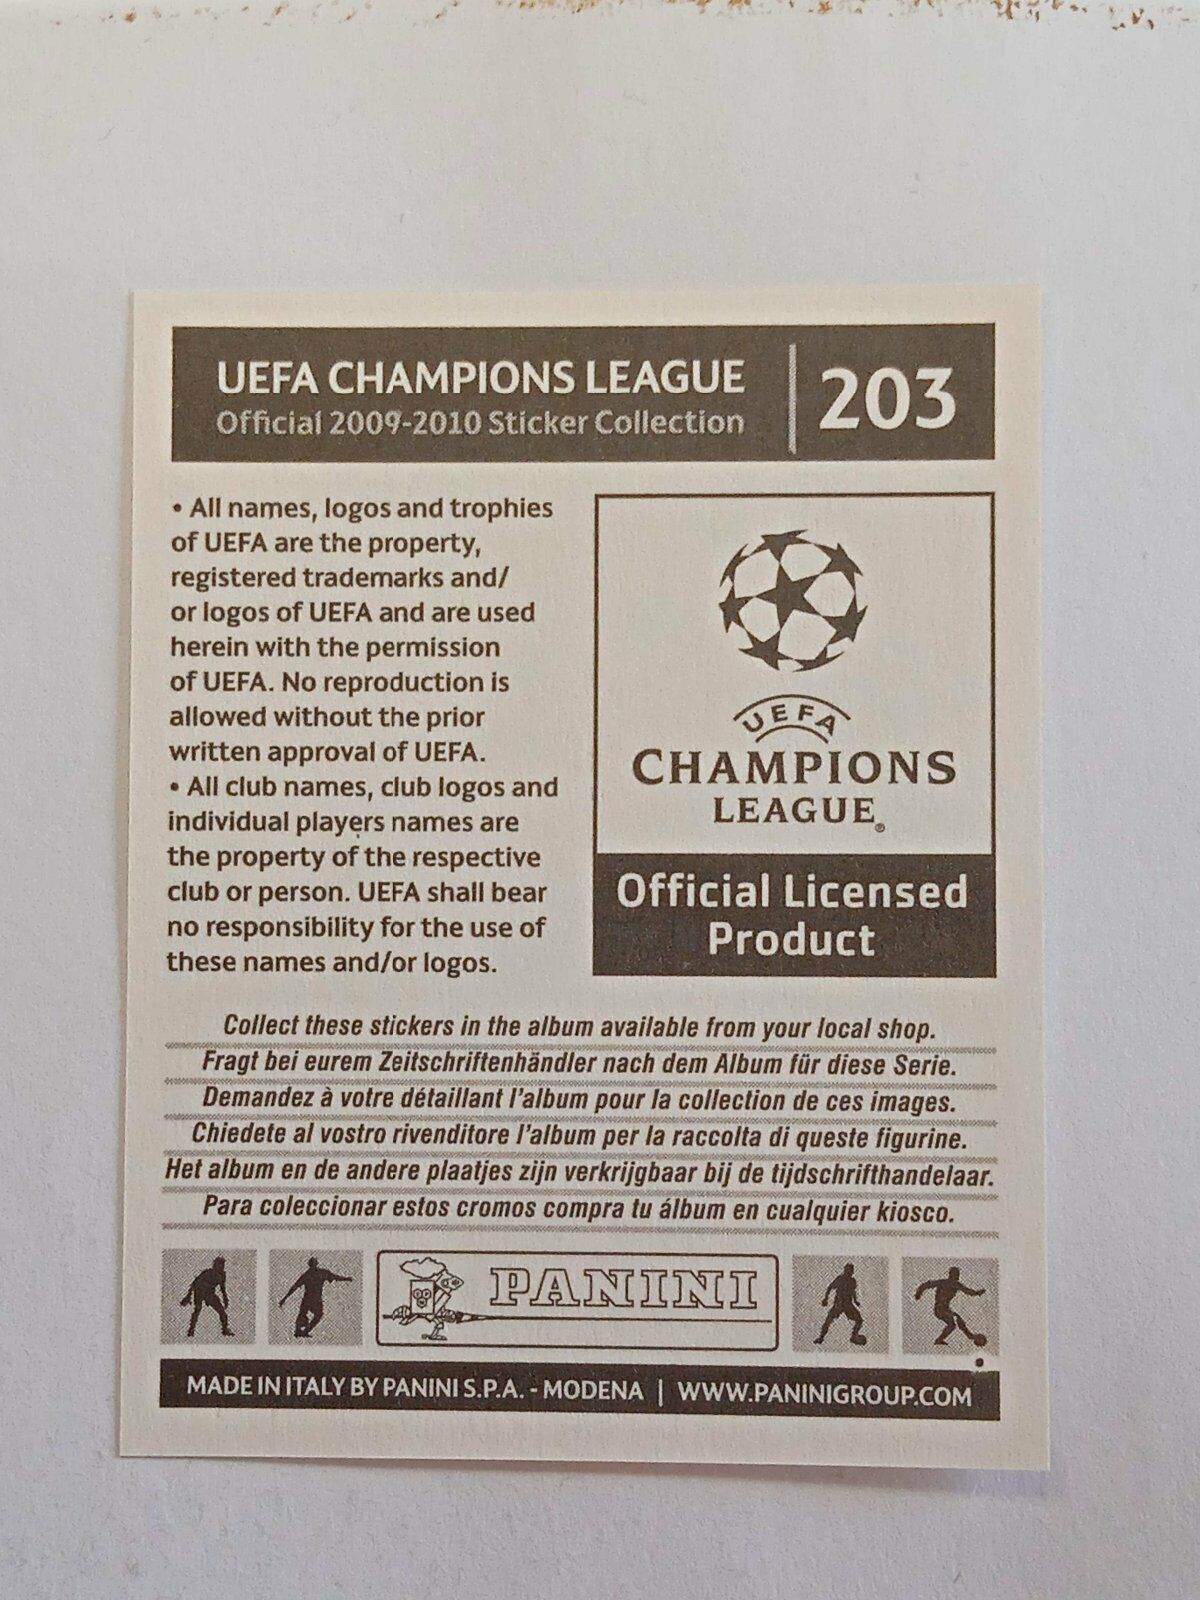 UEFA CHAMPIONS LEAGUE
Official 2009-2010 Sticker Collection
203
• All names, logos and trophies
of UEFA are the property,
registered trademarks and/
or logos of UEFA and are used
herein with the permission
of UEFA. No reproduction is
allowed without the prior
written approval of UEFA.
• All club names, club logos and
individual players names are
the property of the respective
club or person. UEFA shall bear
no responsibility for the use of
these names and/or logos.
UEFA
CHAMPIONS
LEAGUE®
Official Licensed
Product
Collect these stickers in the album available from your local shop.
Fragt bei eurem Zeitschriftenhändler nach dem Album für diese Serie.
Demandez à votre détaillant l'album pour la collection de ces images.
Chiedete al vostro rivenditore l'album per la raccolta di queste figurine.
Het album en de andere plaatjes zijn verkrijgbaar bij de tijdschrifthandelaar.
Para coleccionar estos cromos compra tu álbum en cualquier kiosco.
PANINI
MADE IN ITALY BY PANINI S.P.A. - MODENA | WWW.PANINIGROUP.COM